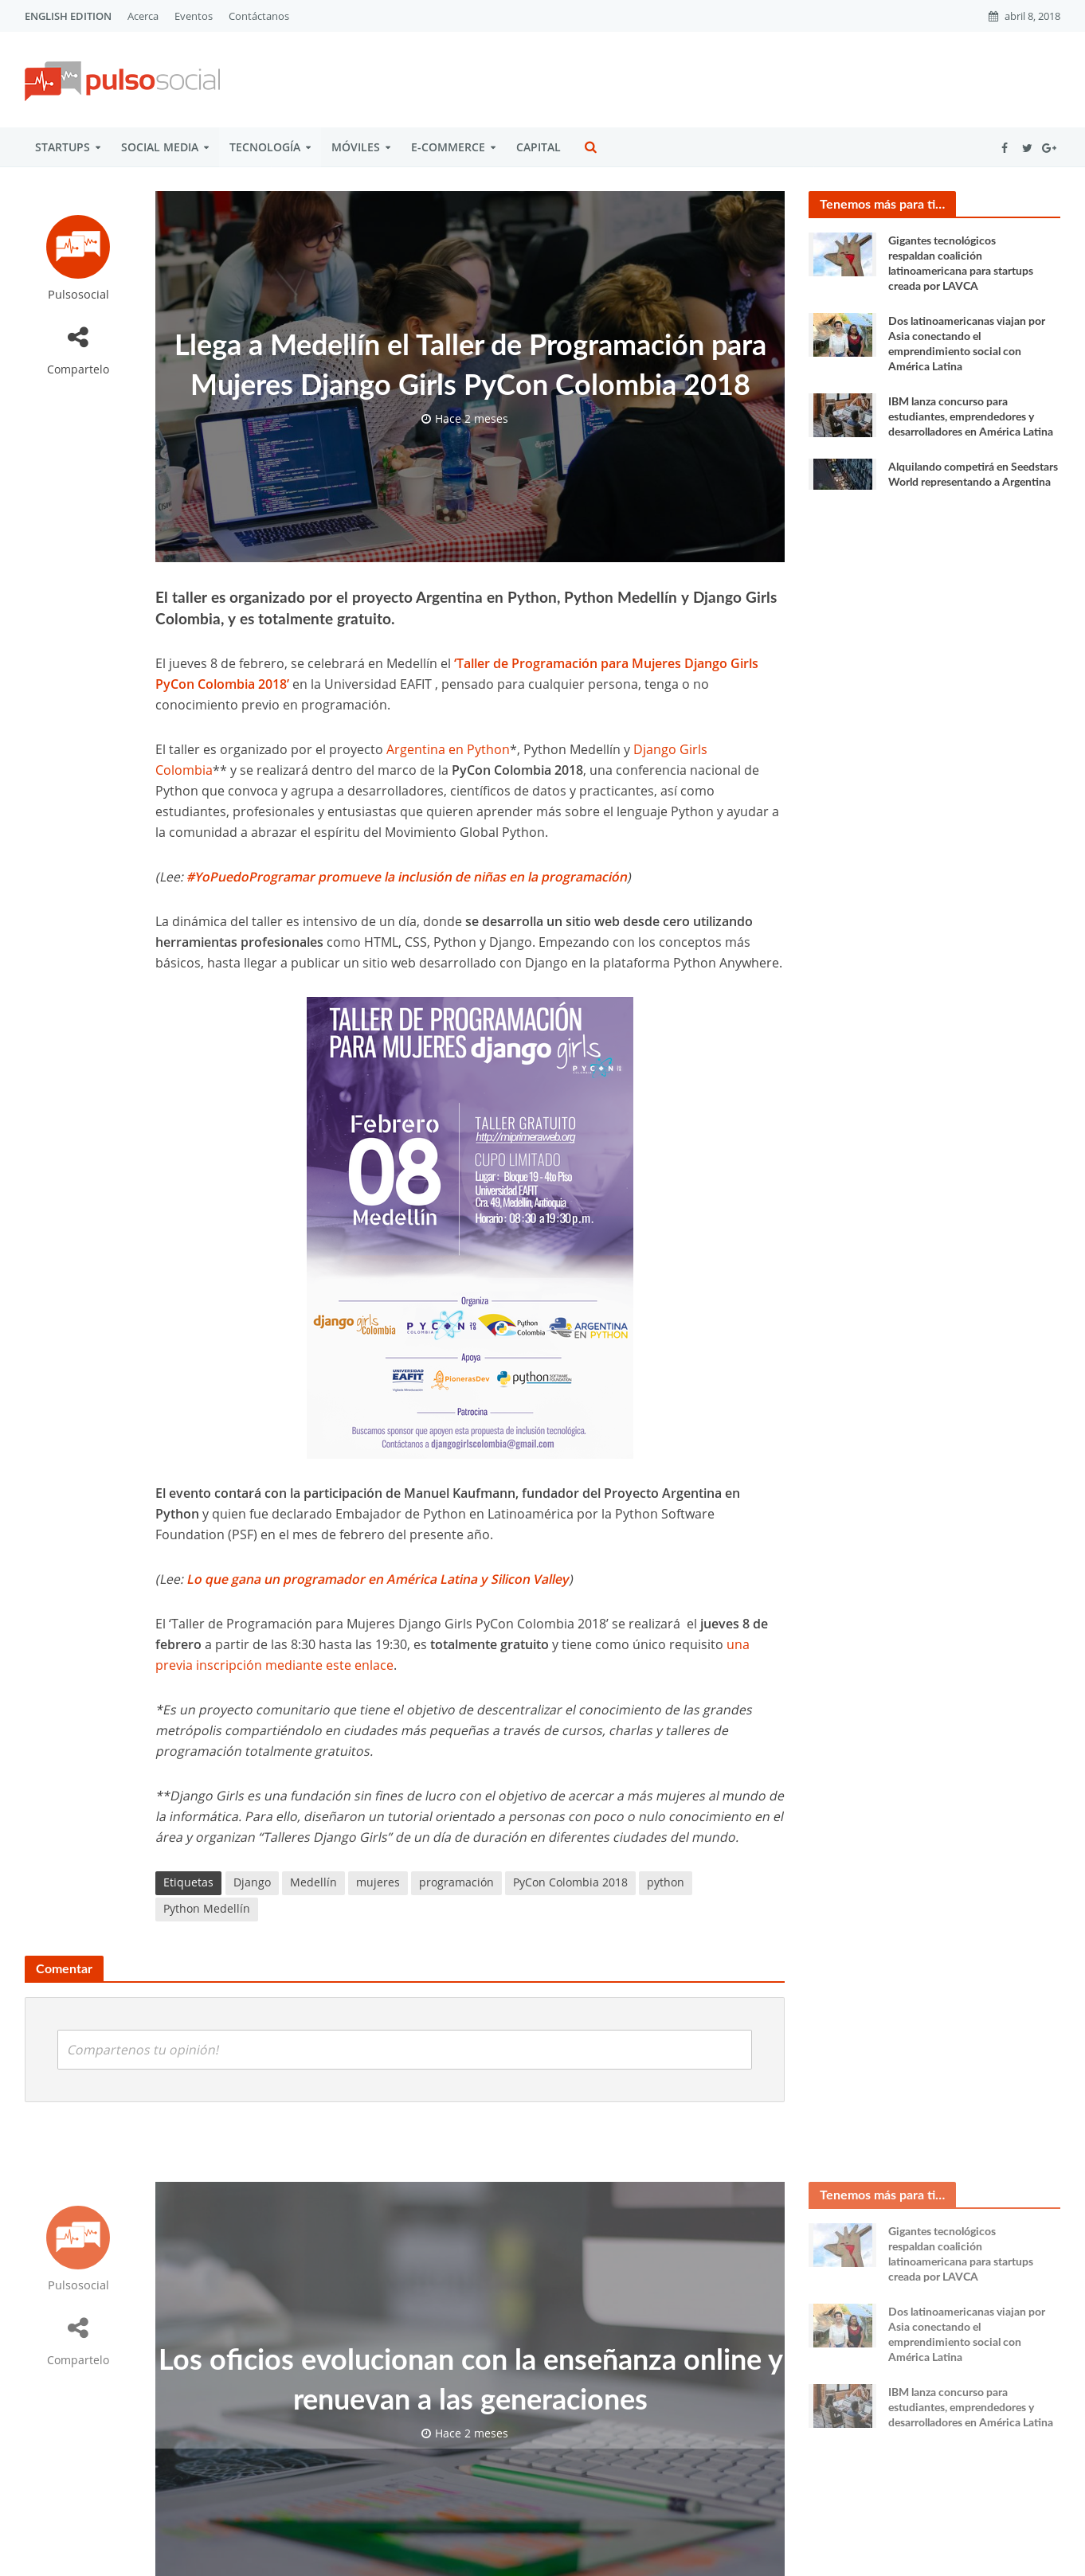 ENGLISH EDITION Acerca Eventos Contáctanos
abril 8, 2018
pulsosocial
STARTUPS SOCIAL MEDIA TECNOLOGÍA MÓVILES E-COMMERCE CAPITAL
Pulsosocial
Compartelo
Llega a Medellín el Taller de Programación para
Mujeres Django Girls PyCon Colombia 2018
Hace 2 meses
Tenemos más para ti…
Gigantes tecnológicos
respaldan coalición
latinoamericana para startups
creada por LAVCA
Dos latinoamericanas viajan por
Asia conectando el
emprendimiento social con
América Latina
IBM lanza concurso para
estudiantes, emprendedores y
desarrolladores en América Latina
Alquilando competirá en Seedstars
World representando a Argentina
El taller es organizado por el proyecto Argentina en Python, Python Medellín y Django Girls
Colombia, y es totalmente gratuito.
El jueves 8 de febrero, se celebrará en Medellín el ‘Taller de Programación para Mujeres Django Girls
PyCon Colombia 2018’ en la Universidad EAFIT , pensado para cualquier persona, tenga o no
conocimiento previo en programación.
El taller es organizado por el proyecto Argentina en Python*, Python Medellín y Django Girls
Colombia** y se realizará dentro del marco de la PyCon Colombia 2018, una conferencia nacional de
Python que convoca y agrupa a desarrolladores, científicos de datos y practicantes, así como
estudiantes, profesionales y entusiastas que quieren aprender más sobre el lenguaje Python y ayudar a
la comunidad a abrazar el espíritu del Movimiento Global Python.
(Lee: #YoPuedoProgramar promueve la inclusión de niñas en la programación)
La dinámica del taller es intensivo de un día, donde se desarrolla un sitio web desde cero utilizando
herramientas profesionales como HTML, CSS, Python y Django. Empezando con los conceptos más
básicos, hasta llegar a publicar un sitio web desarrollado con Django en la plataforma Python Anywhere.
TALLER DE PROGRAMACIÓN
PARA MUJERES django girls
PYCON
Febrero
08
Medellín
TALLER GRATUITO
http://miprimeraweb.org
CUPO LIMITADO
Lugar : Bloque 19 - 4to Piso
Universidad EAFIT
Cra. 49, Medellín, Antioquia
Horario : 08 : 30 a 19 : 30 p.m.
Organiza
django girls Colombia
PYCON COLOMBIA
Python Colombia
ARGENTINA EN PYTHON
Apoya
UNIVERSIDAD EAFIT
PionerasDev
python SOFTWARE FOUNDATION
Patrocina
Buscamos sponsor que apoyen esta propuesta de inclusión tecnológica.
Contáctanos a djangogirlscolombia@gmail.com
El evento contará con la participación de Manuel Kaufmann, fundador del Proyecto Argentina en
Python y quien fue declarado Embajador de Python en Latinoamérica por la Python Software
Foundation (PSF) en el mes de febrero del presente año.
(Lee: Lo que gana un programador en América Latina y Silicon Valley)
El ‘Taller de Programación para Mujeres Django Girls PyCon Colombia 2018’ se realizará el jueves 8 de
febrero a partir de las 8:30 hasta las 19:30, es totalmente gratuito y tiene como único requisito una
previa inscripción mediante este enlace.
*Es un proyecto comunitario que tiene el objetivo de descentralizar el conocimiento de las grandes
metrópolis compartiéndolo en ciudades más pequeñas a través de cursos, charlas y talleres de
programación totalmente gratuitos.
**Django Girls es una fundación sin fines de lucro con el objetivo de acercar a más mujeres al mundo de
la informática. Para ello, diseñaron un tutorial orientado a personas con poco o nulo conocimiento en el
área y organizan “Talleres Django Girls” de un día de duración en diferentes ciudades del mundo.
Etiquetas Django Medellín mujeres programación PyCon Colombia 2018 python
Python Medellín
Comentar
Compartenos tu opinión!
Pulsosocial
Compartelo
Los oficios evolucionan con la enseñanza online y
renuevan a las generaciones
Hace 2 meses
Tenemos más para ti…
Gigantes tecnológicos
respaldan coalición
latinoamericana para startups
creada por LAVCA
Dos latinoamericanas viajan por
Asia conectando el
emprendimiento social con
América Latina
IBM lanza concurso para
estudiantes, emprendedores y
desarrolladores en América Latina